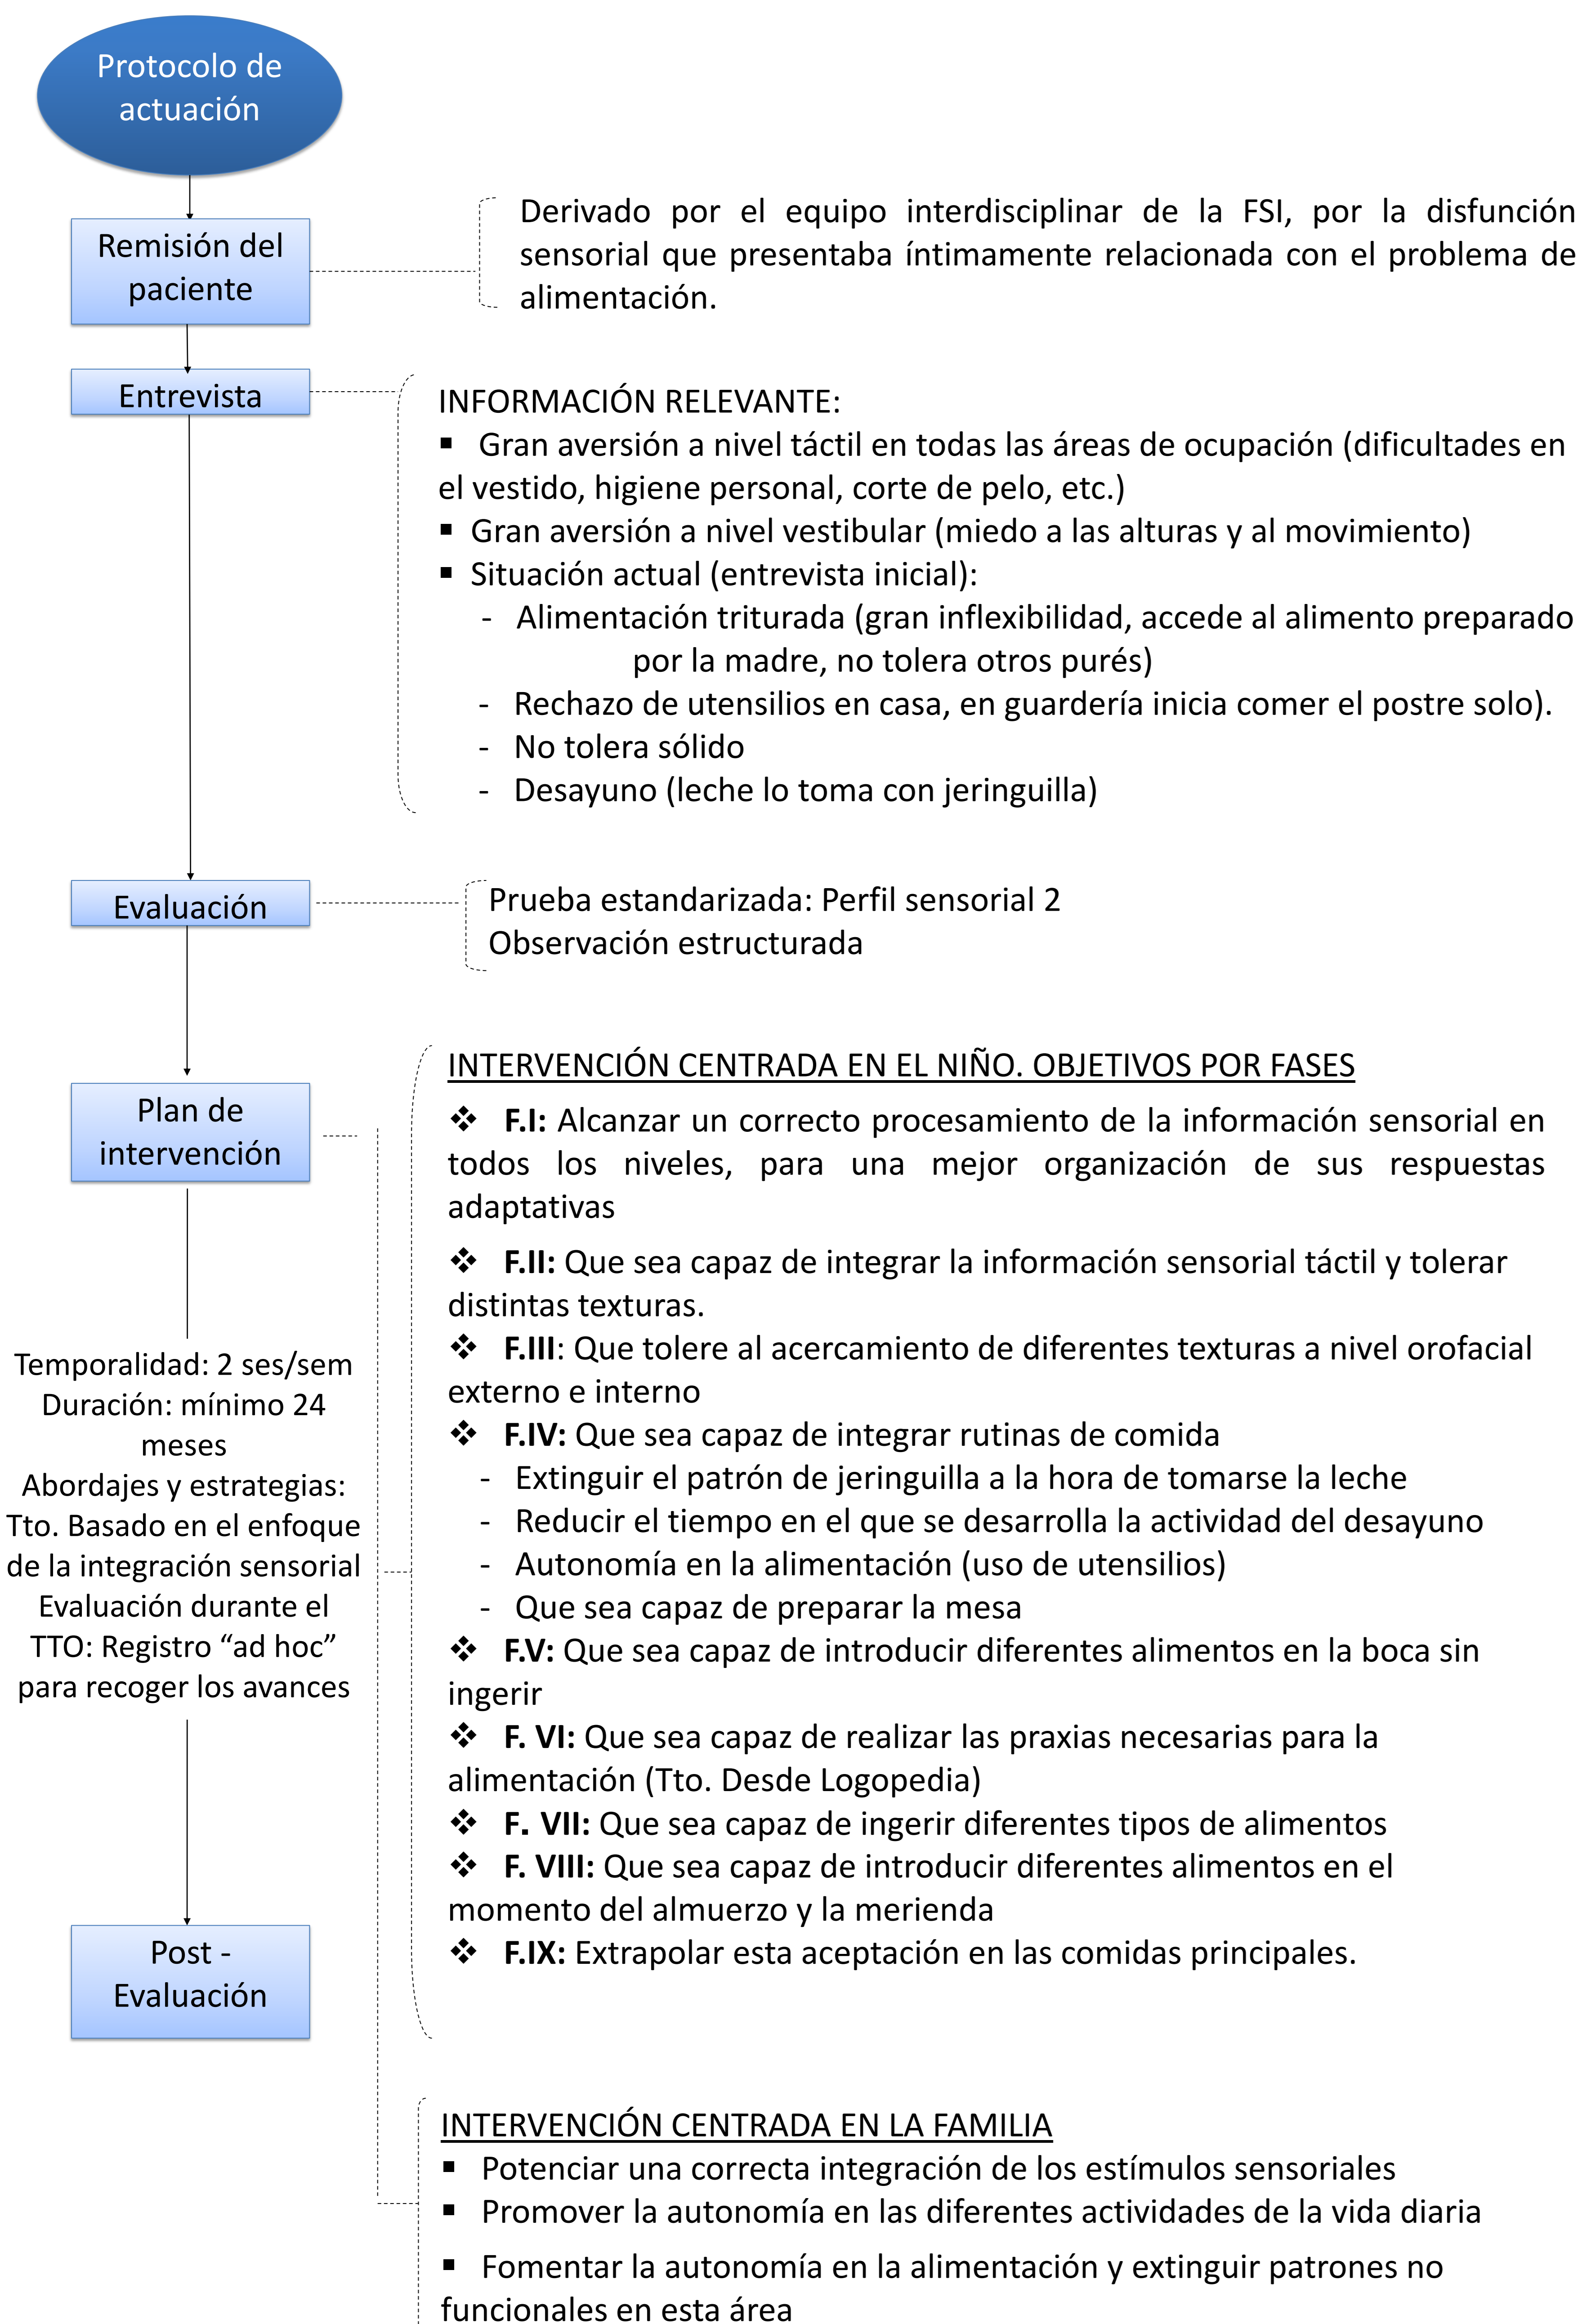 Protocolo de
actuación
Remisión del
paciente
Derivado por el equipo interdisciplinar de la FSI, por la disfunción
sensorial que presentaba íntimamente relacionada con el problema de
alimentación.
Entrevista
INFORMACIÓN RELEVANTE:
▪ Gran aversión a nivel táctil en todas las áreas de ocupación (dificultades en
el vestido, higiene personal, corte de pelo, etc.)
▪ Gran aversión a nivel vestibular (miedo a las alturas y al movimiento)
▪ Situación actual (entrevista inicial):
- Alimentación triturada (gran inflexibilidad, accede al alimento preparado
por la madre, no tolera otros purés)
- Rechazo de utensilios en casa, en guardería inicia comer el postre solo).
- No tolera sólido
- Desayuno (leche lo toma con jeringuilla)
Evaluación
Prueba estandarizada: Perfil sensorial 2
Observación estructurada
Plan de
intervención
INTERVENCIÓN CENTRADA EN EL NIÑO. OBJETIVOS POR FASES
❖ F.I: Alcanzar un correcto procesamiento de la información sensorial en
todos los niveles, para una mejor organización de sus respuestas
adaptativas
❖ F.II: Que sea capaz de integrar la información sensorial táctil y tolerar
distintas texturas.
❖ F.III: Que tolere al acercamiento de diferentes texturas a nivel orofacial
externo e interno
❖ F.IV: Que sea capaz de integrar rutinas de comida
- Extinguir el patrón de jeringuilla a la hora de tomarse la leche
- Reducir el tiempo en el que se desarrolla la actividad del desayuno
- Autonomía en la alimentación (uso de utensilios)
- Que sea capaz de preparar la mesa
❖ F.V: Que sea capaz de introducir diferentes alimentos en la boca sin
ingerir
❖ F. VI: Que sea capaz de realizar las praxias necesarias para la
alimentación (Tto. Desde Logopedia)
❖ F. VII: Que sea capaz de ingerir diferentes tipos de alimentos
❖ F. VIII: Que sea capaz de introducir diferentes alimentos en el
momento del almuerzo y la merienda
❖ F.IX: Extrapolar esta aceptación en las comidas principales.
Temporalidad: 2 ses/sem
Duración: mínimo 24
meses
Abordajes y estrategias:
Tto. Basado en el enfoque
de la integración sensorial
Evaluación durante el
TTO: Registro “ad hoc”
para recoger los avances
Post -
Evaluación
INTERVENCIÓN CENTRADA EN LA FAMILIA
▪ Potenciar una correcta integración de los estímulos sensoriales
▪ Promover la autonomía en las diferentes actividades de la vida diaria
▪ Fomentar la autonomía en la alimentación y extinguir patrones no
funcionales en esta área